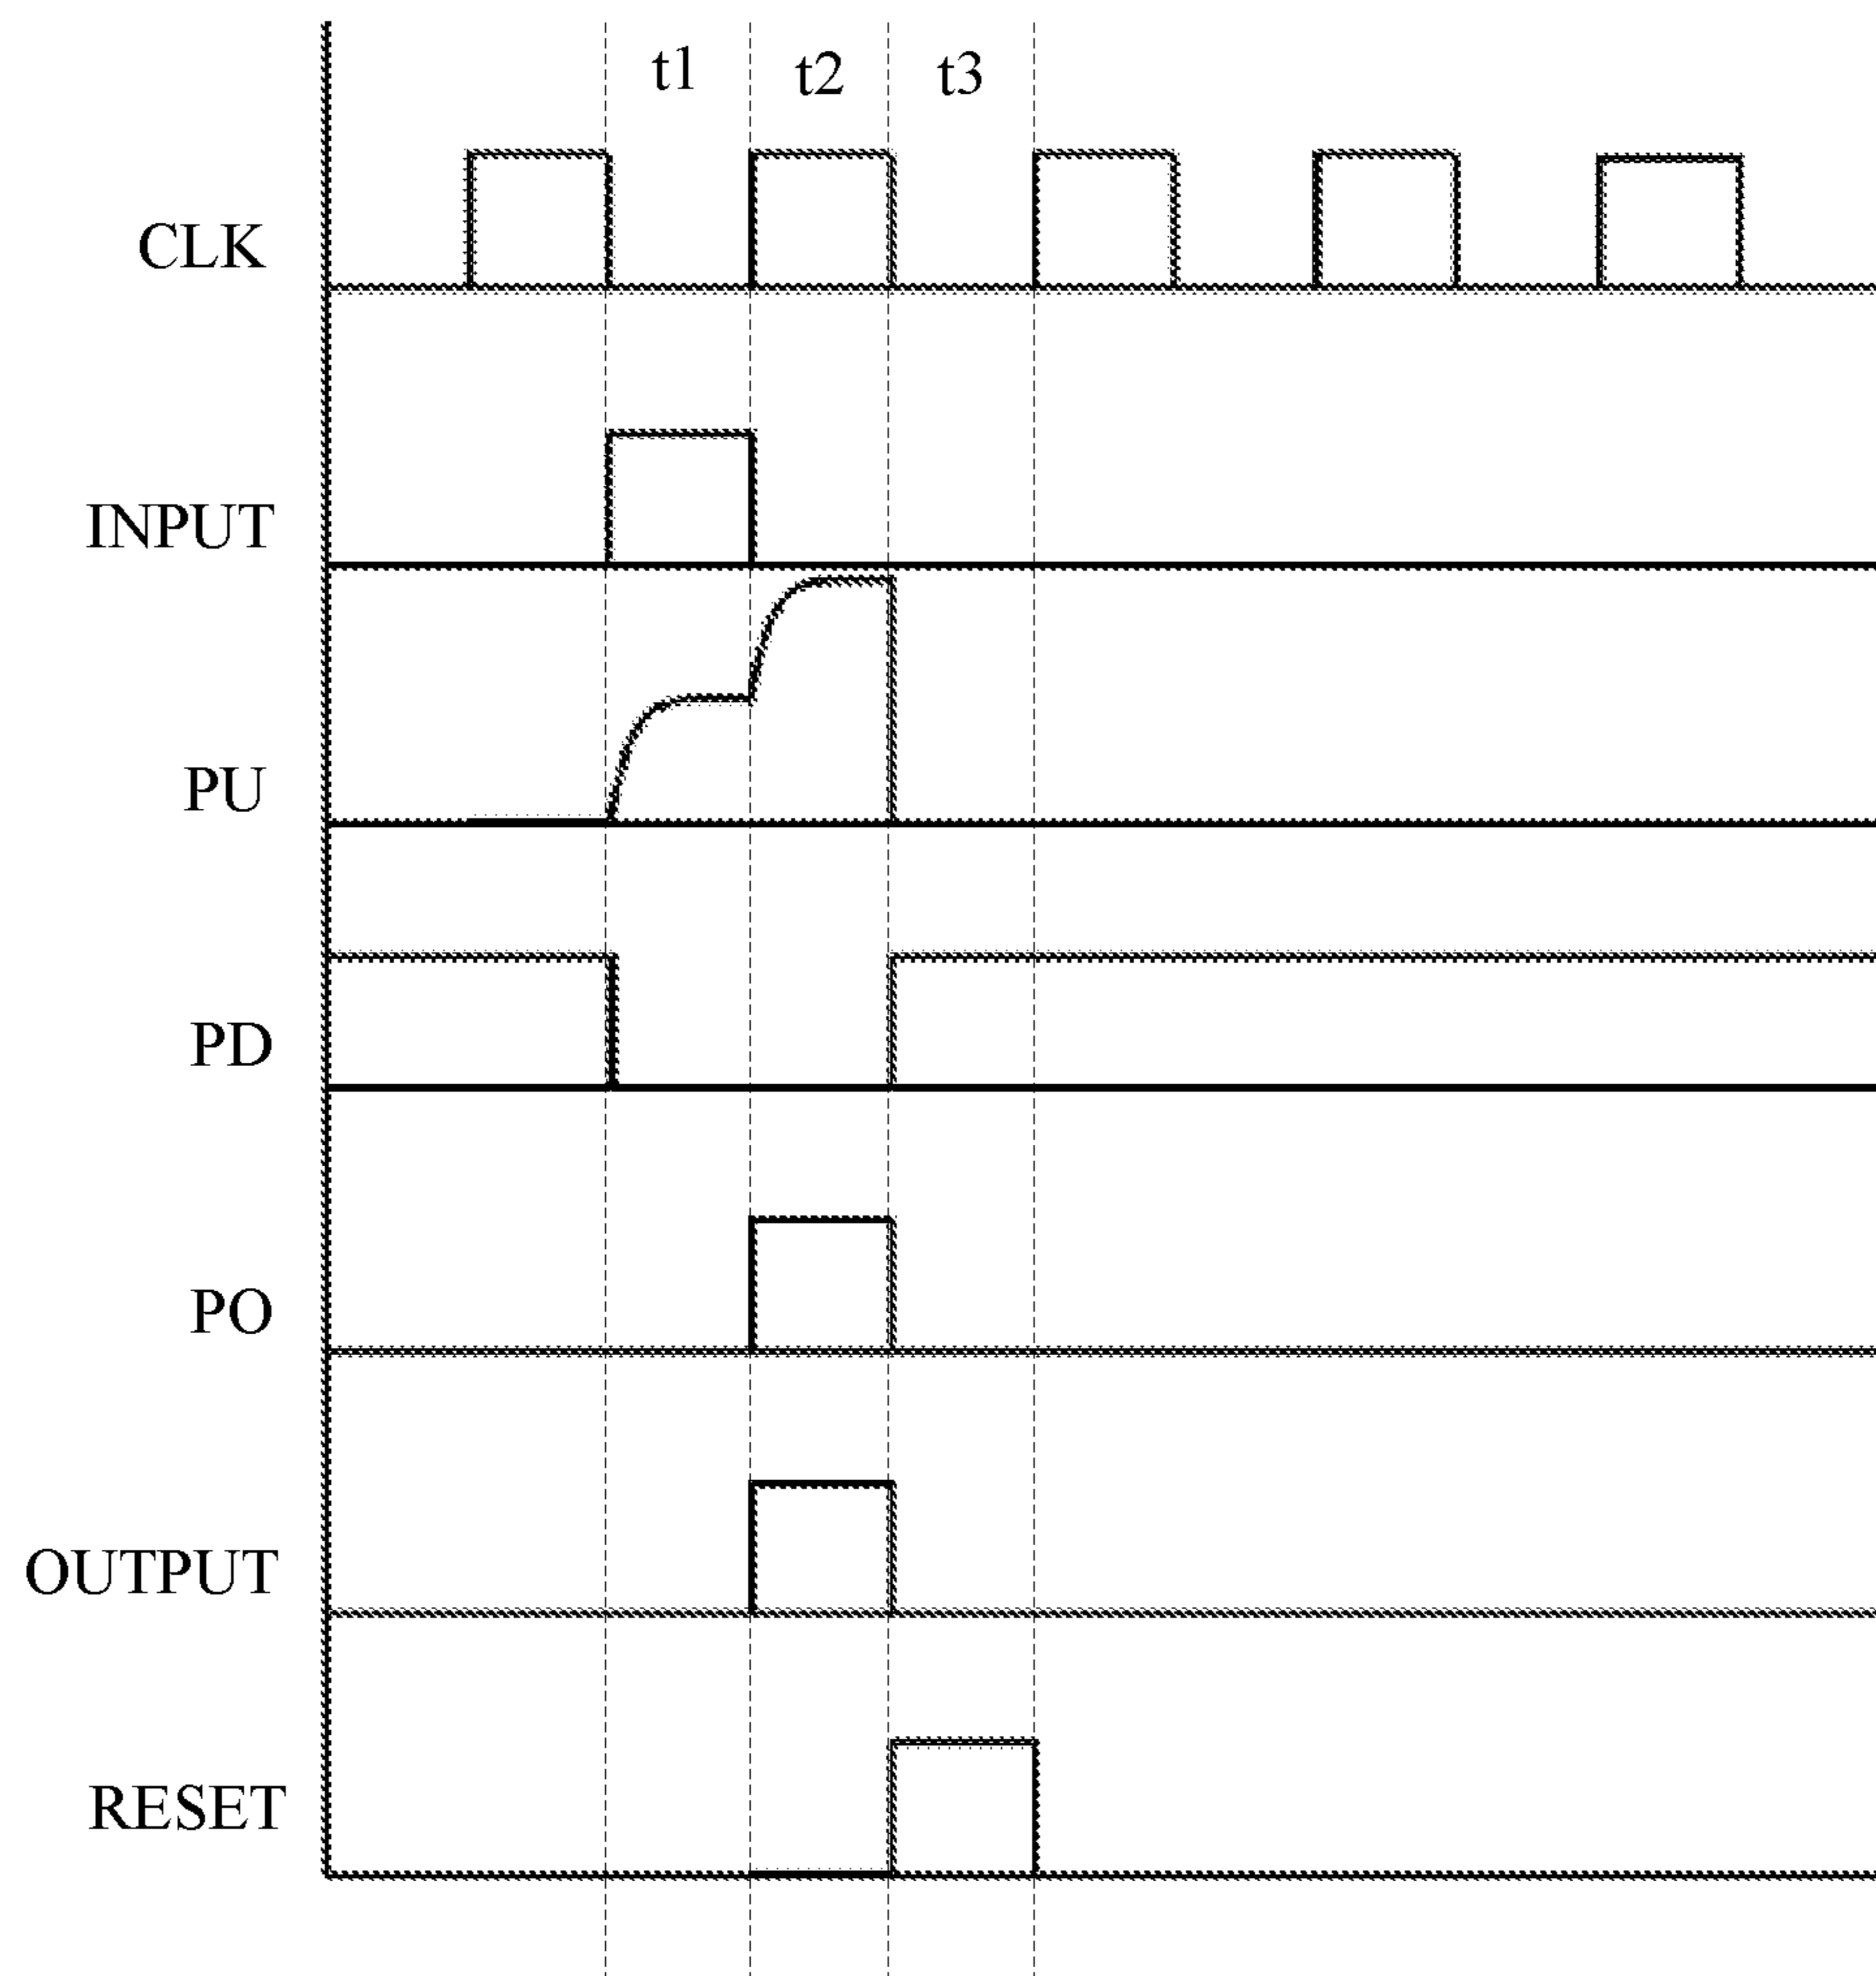 t1 t2 t3
CLK
INPUT
PU
PD
PO
OUTPUT
RESET